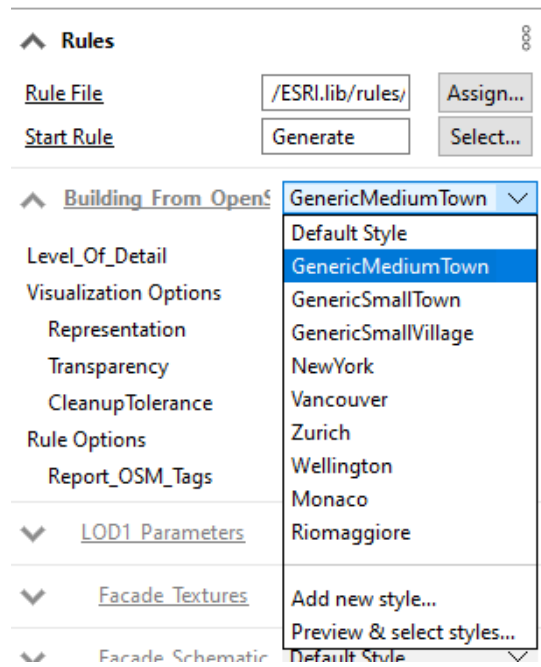 Rules
Rule File /ESRI.lib/rules/ Assign...
Start Rule Generate Select...
Building_From_OpenS GenericMediumTown
Default Style
Level_Of_Detail
GenericMediumTown
Visualization Options
GenericSmallTown
Representation
GenericSmallVillage
Transparency
NewYork
CleanupTolerance
Vancouver
Rule Options
Zurich
Report_OSM_Tags
Wellington
Monaco
LOD1_Parameters
Riomaggiore
Facade_Textures
Add new style...
Preview & select styles...
Facade_Schematic Default Style